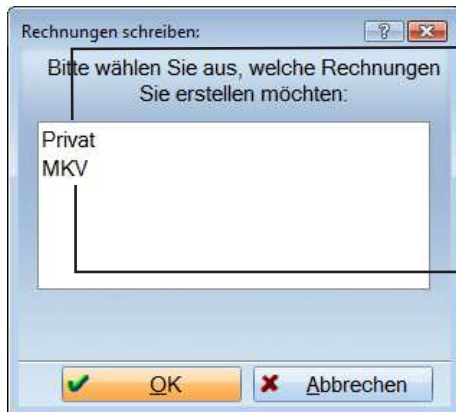 Rechnungen schreiben:
Bitte wählen Sie aus, welche Rechnungen
Sie erstellen möchten:
Privat
MKV
OK
Abbrechen